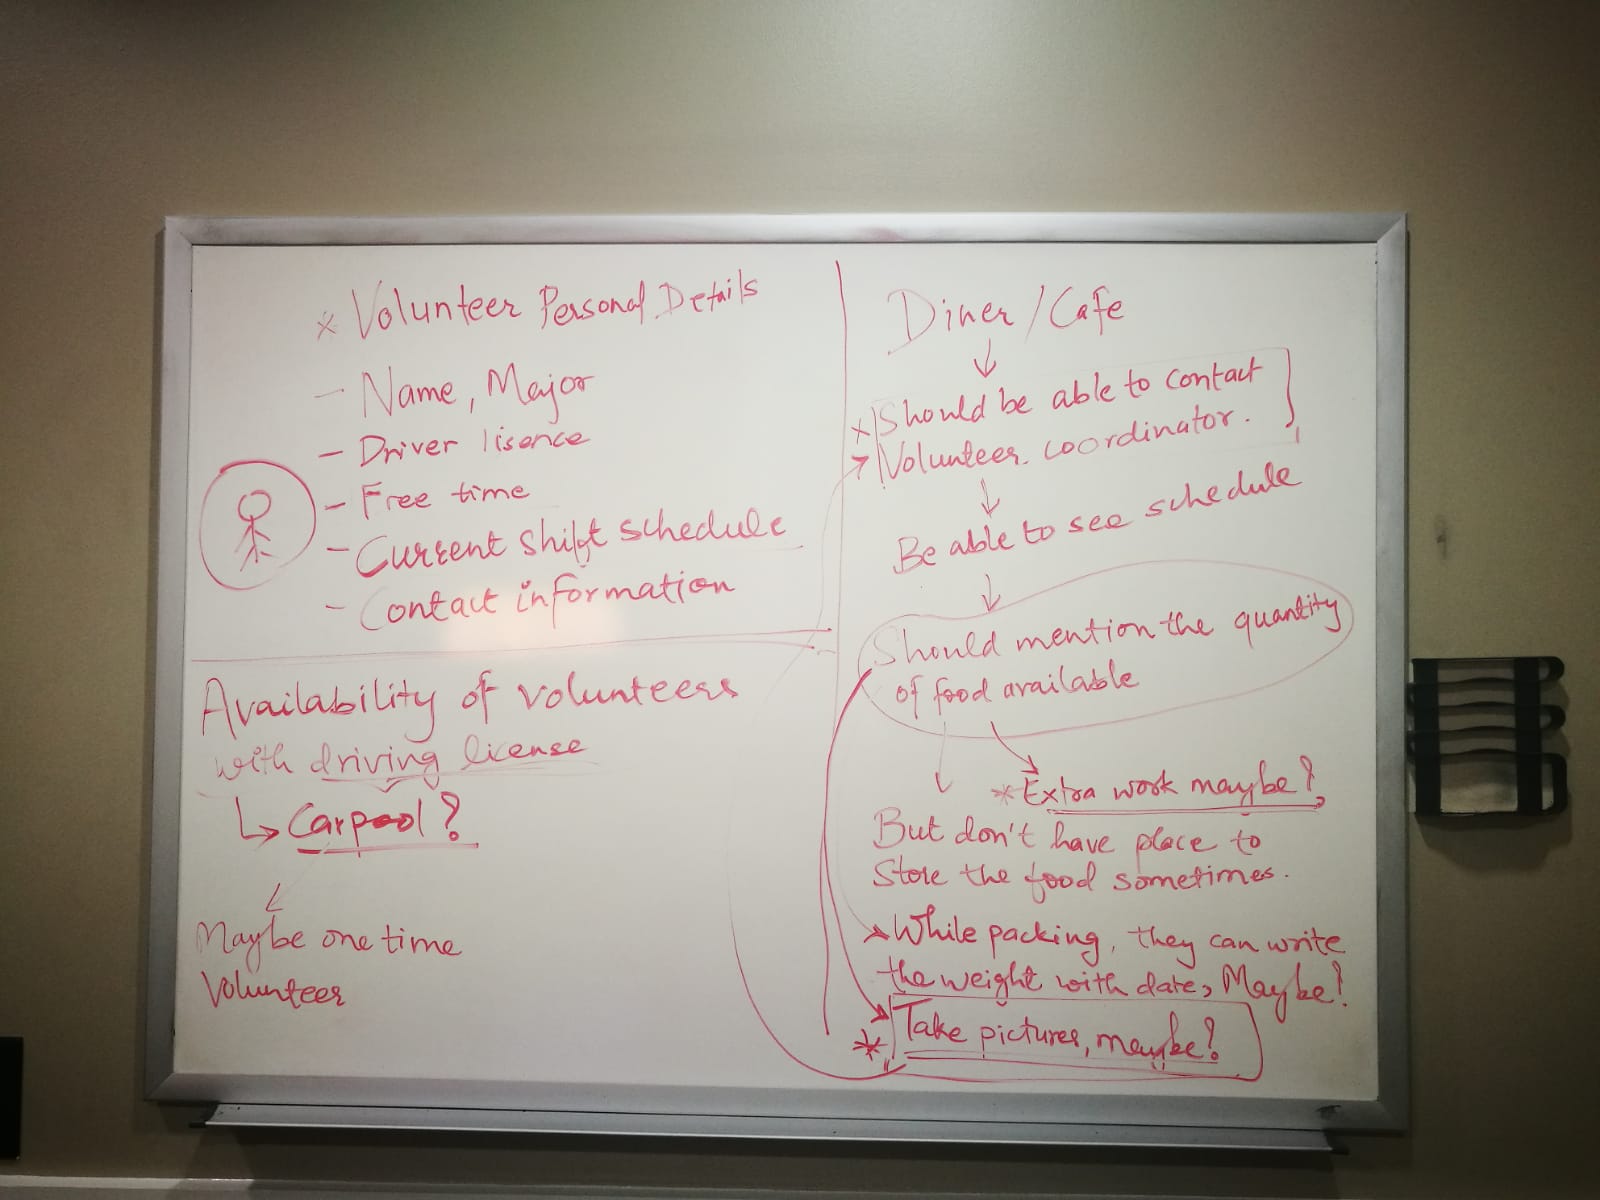 * Volunteer Personal Details
- Name, Major
- Driver lisence
- Free time
- Current shift schedule
- Contact information
Availability of volunteers
with driving license
↳ Carpool?
Maybe one time
Volunteer
Diner/Cafe
↓
* Should be able to contact
→ Volunteer coordinator.
↓
Be able to see schedule
↓
Should mention the quantity
of food available
* Extra work maybe?
But don't have place to
store the food sometimes.
While packing, they can write
the weight with date, Maybe?
* Take pictures, maybe?